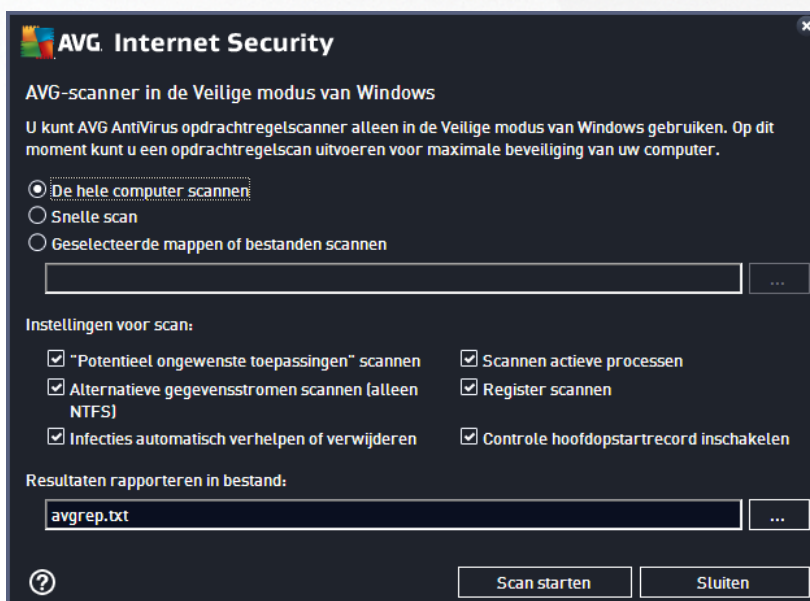 AVG. Internet Security
AVG-scanner in de Veilige modus van Windows
U kunt AVG AntiVirus opdrachtregelscanner alleen in de Veilige modus van Windows gebruiken. Op dit
moment kunt u een opdrachtregelscan uitvoeren voor maximale beveiliging van uw computer.
De hele computer scannen
Snelle scan
Geselecteerde mappen of bestanden scannen
...
Instellingen voor scan:
"Potentieel ongewenste toepassingen" scannen
Scannen actieve processen
Alternatieve gegevensstromen scannen (alleen
NTFS)
Register scannen
Infecties automatisch verhelpen of verwijderen
Controle hoofdopstartrecord inschakelen
Resultaten rapporteren in bestand:
avgrep.txt
...
?
Scan starten
Sluiten